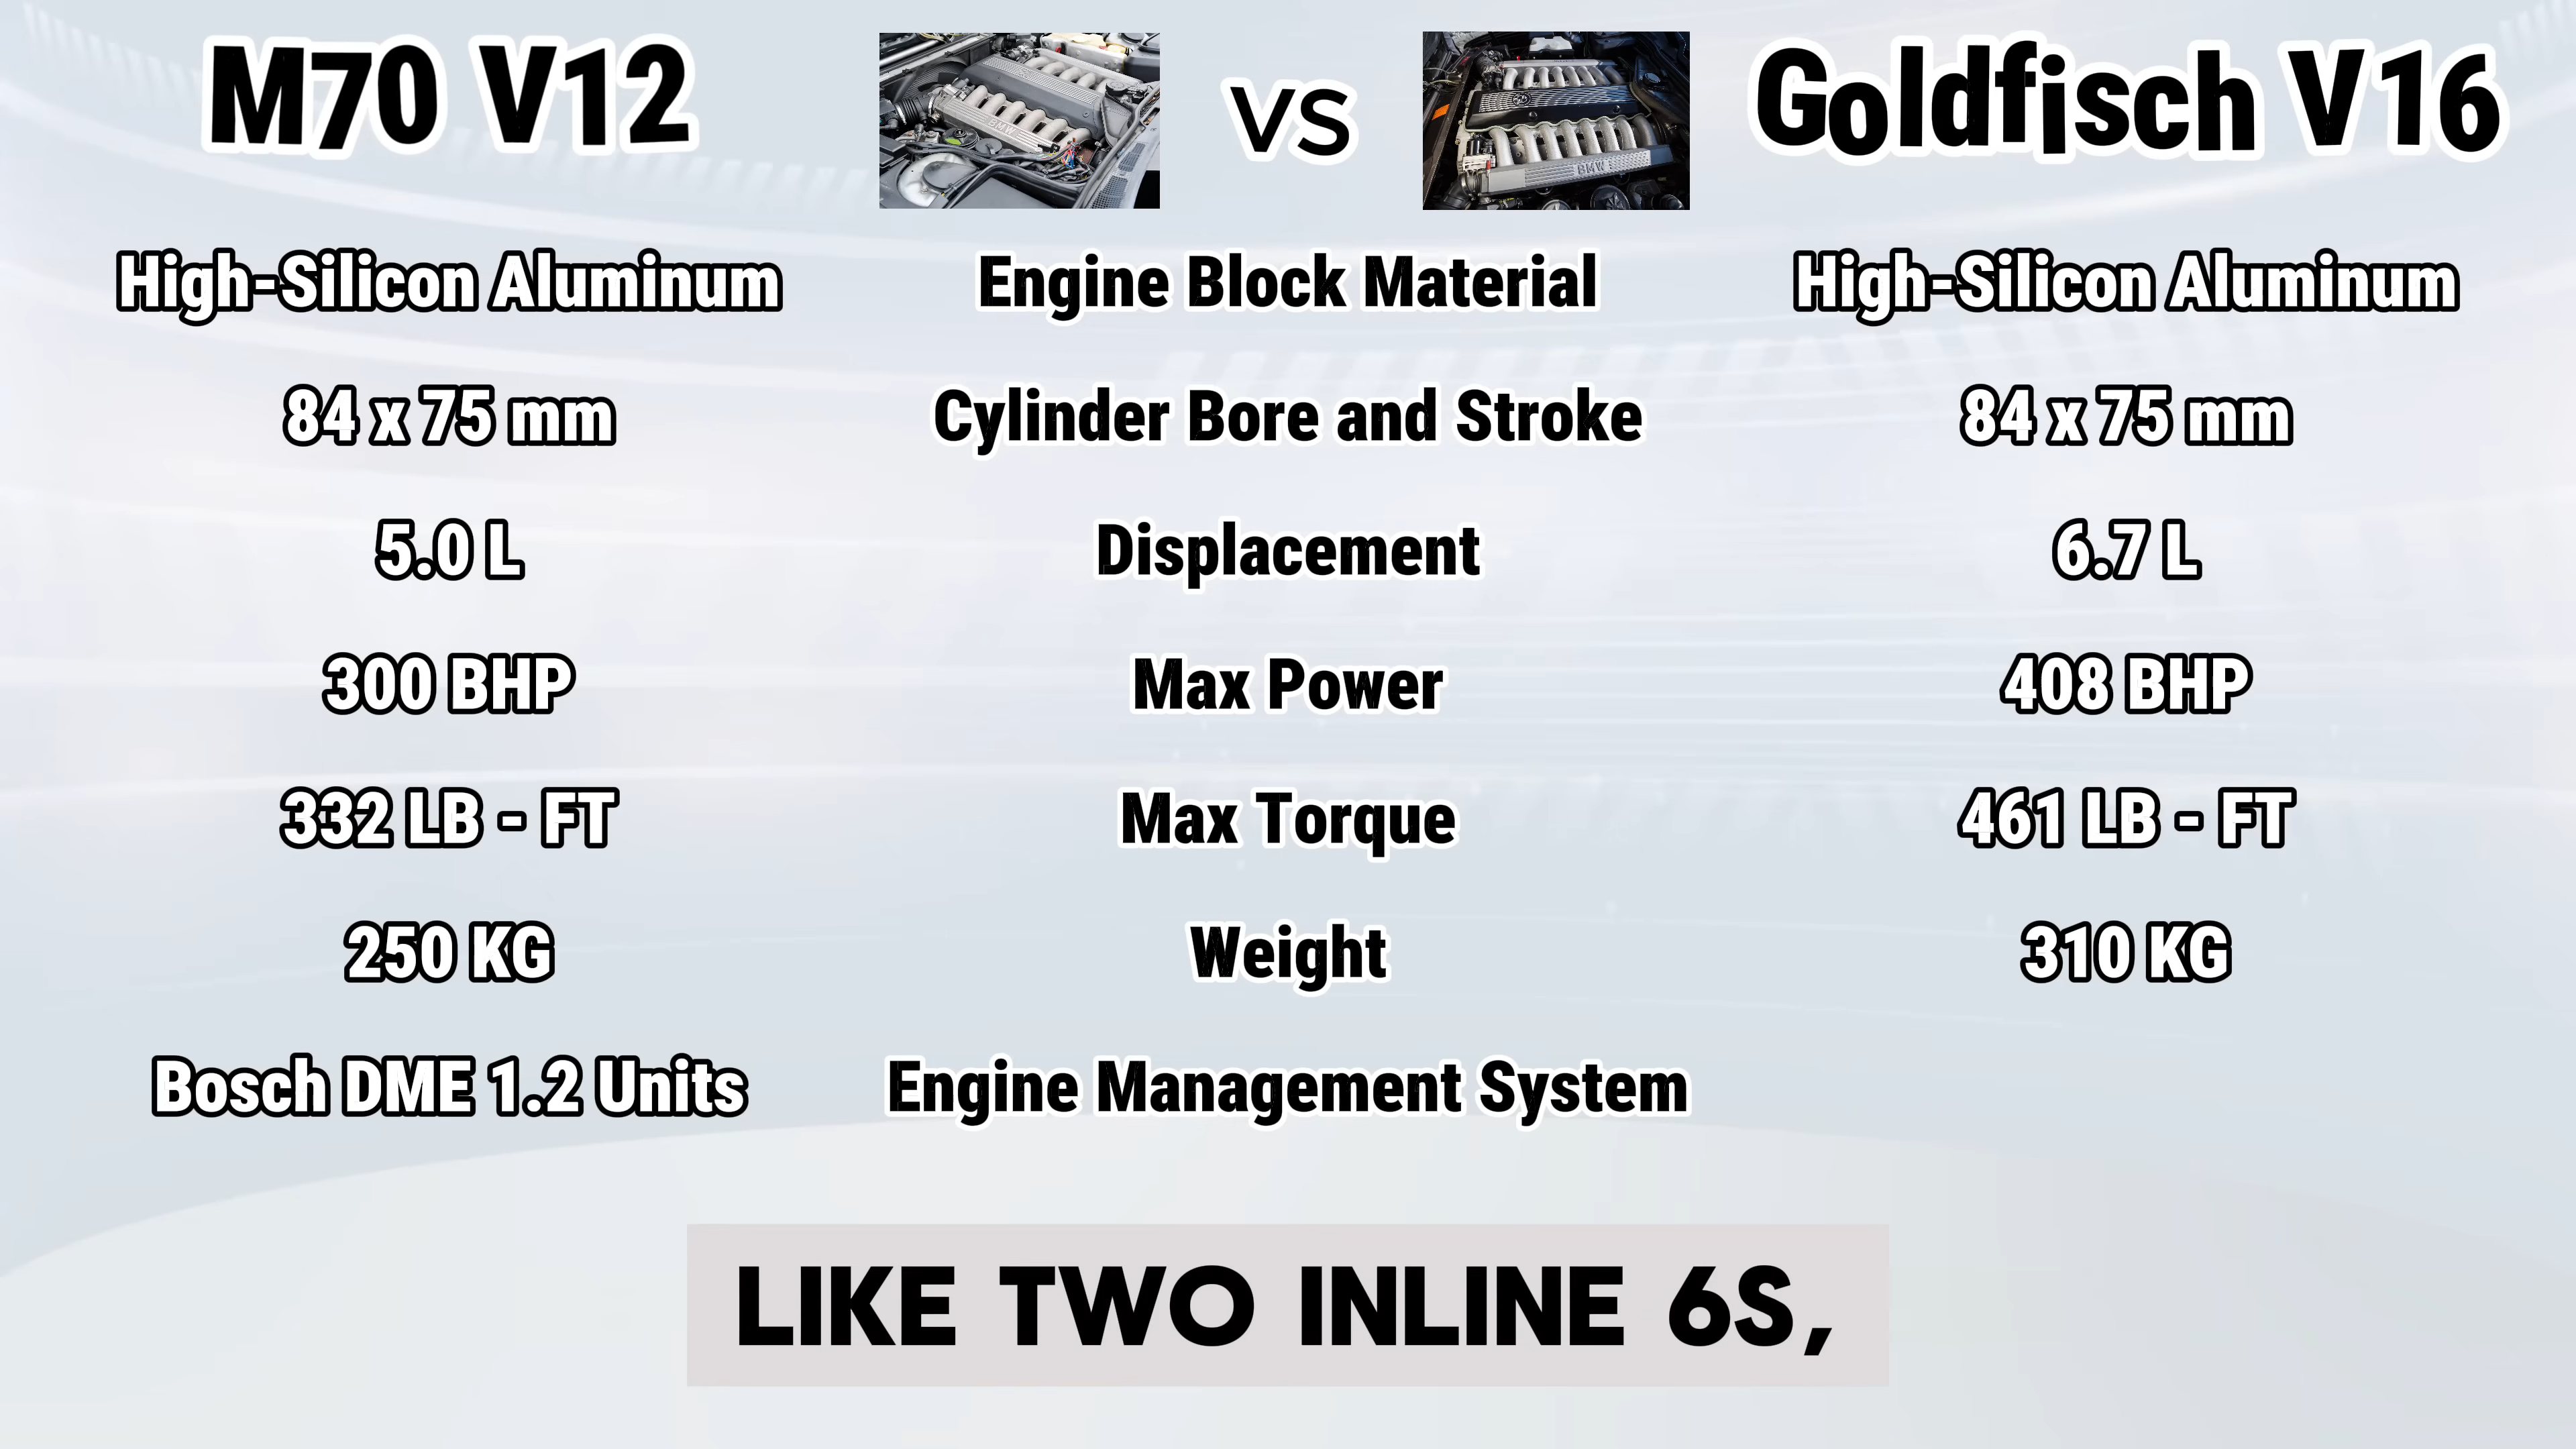 M70 V12
VS
Goldfisch V16
High-Silicon Aluminum
Engine Block Material
High-Silicon Aluminum
84 x 75 mm
Cylinder Bore and Stroke
84 x 75 mm
5.0 L
Displacement
6.7 L
300 BHP
Max Power
408 BHP
332 LB - FT
Max Torque
461 LB - FT
250 KG
Weight
310 KG
Bosch DME 1.2 Units
Engine Management System
LIKE TWO INLINE 6S,
BMW
BMW